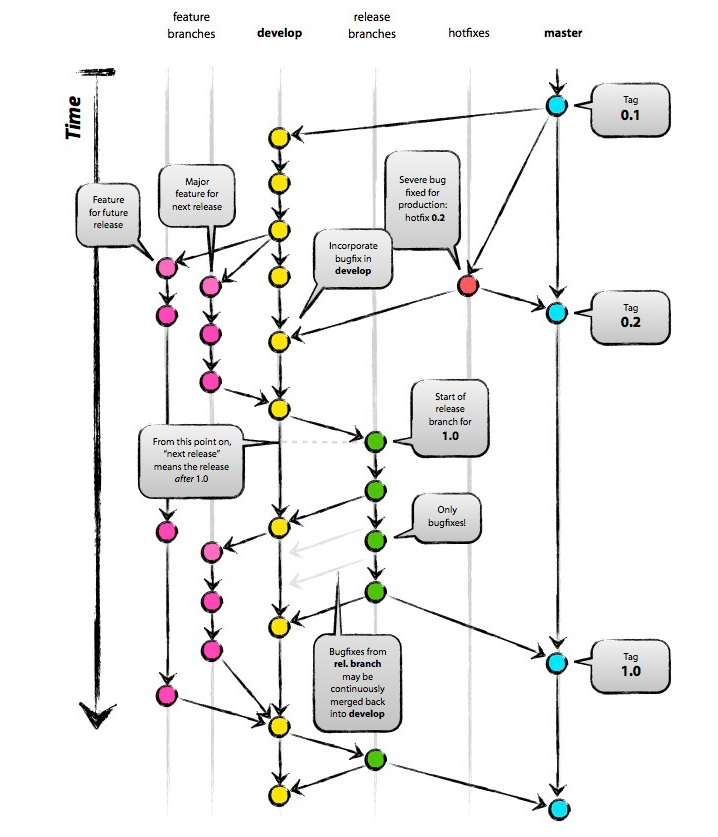 feature
branches
develop
release
branches
hotfixes
master
Time
Tag
0.1
Major
feature for
next release
Feature
for future
release
Severe bug
fixed for
production:
hotfix 0.2
Incorporate
bugfix in
develop
Tag
0.2
Start of
release
branch for
1.0
From this point on,
“next release”
means the release
after 1.0
Only
bugfixes!
Bugfixes from
rel. branch
may be
continuously
merged back
into develop
Tag
1.0